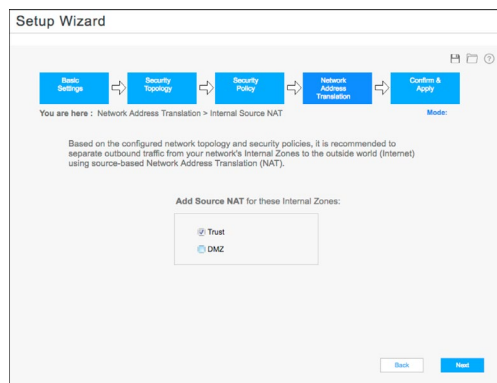 Setup Wizard
Basic
Settings
Security
Topology
Security
Policy
Network
Address
Translation
Confirm &
Apply
You are here : Network Address Translation > Internal Source NAT
Mode:
Based on the configured network topology and security policies, it is recommended to
separate outbound traffic from your network's Internal Zones to the outside world (Internet)
using source-based Network Address Translation (NAT).
Add Source NAT for these Internal Zones:
Trust
DMZ
Back
Next